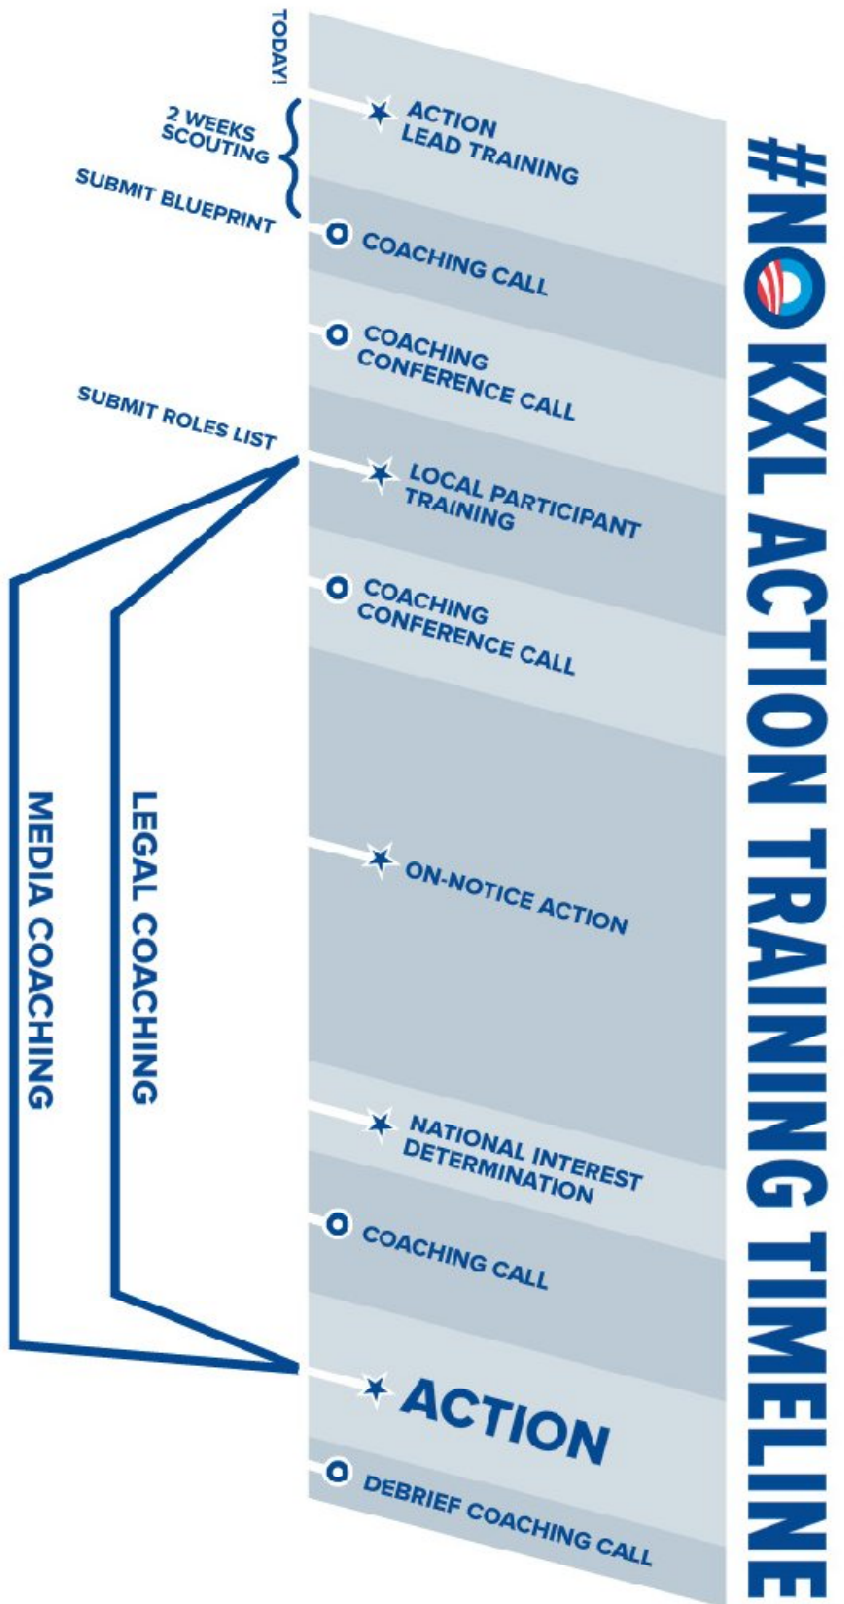 #NO KXL ACTION TRAINING TIMELINE
TODAY!
ACTION
LEAD TRAINING
2 WEEKS
SCOUTING
SUBMIT BLUEPRINT
COACHING CALL
COACHING
CONFERENCE CALL
SUBMIT ROLES LIST
LOCAL PARTICIPANT
TRAINING
COACHING
CONFERENCE CALL
ON-NOTICE ACTION
LEGAL COACHING
MEDIA COACHING
NATIONAL INTEREST
DETERMINATION
COACHING CALL
ACTION
DEBRIEF COACHING CALL